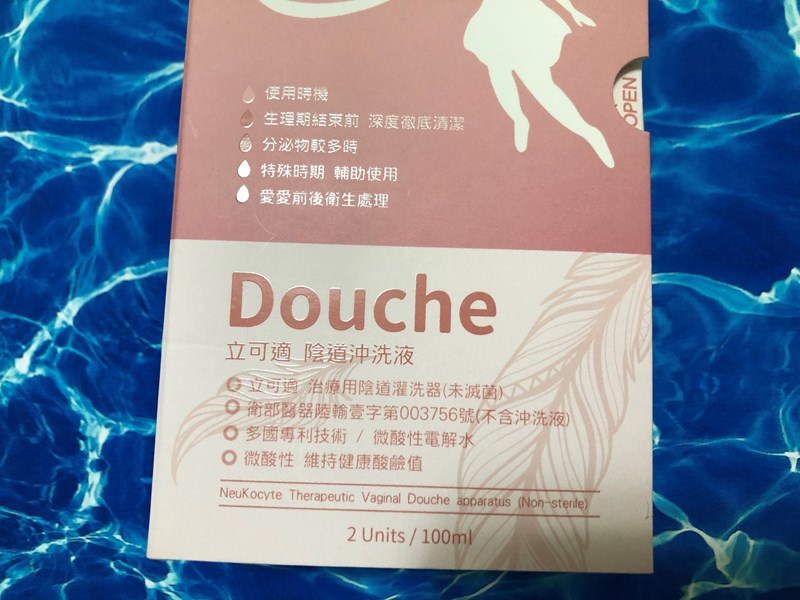 OPEN
使用時機
生理期結束前 深度徹底清潔
分泌物較多時
特殊時期 輔助使用
愛愛前後衛生處理
Douche
立可適 陰道沖洗液
立可適 治療用陰道灌洗器(未滅菌)
衛部醫器陸輸壹字第003756號(不含沖洗液)
多國專利技術 / 微酸性電解水
微酸性 維持健康酸鹼值
NeuKocyte Therapeutic Vaginal Douche apparatus (Non-sterile)
2 Units / 100ml